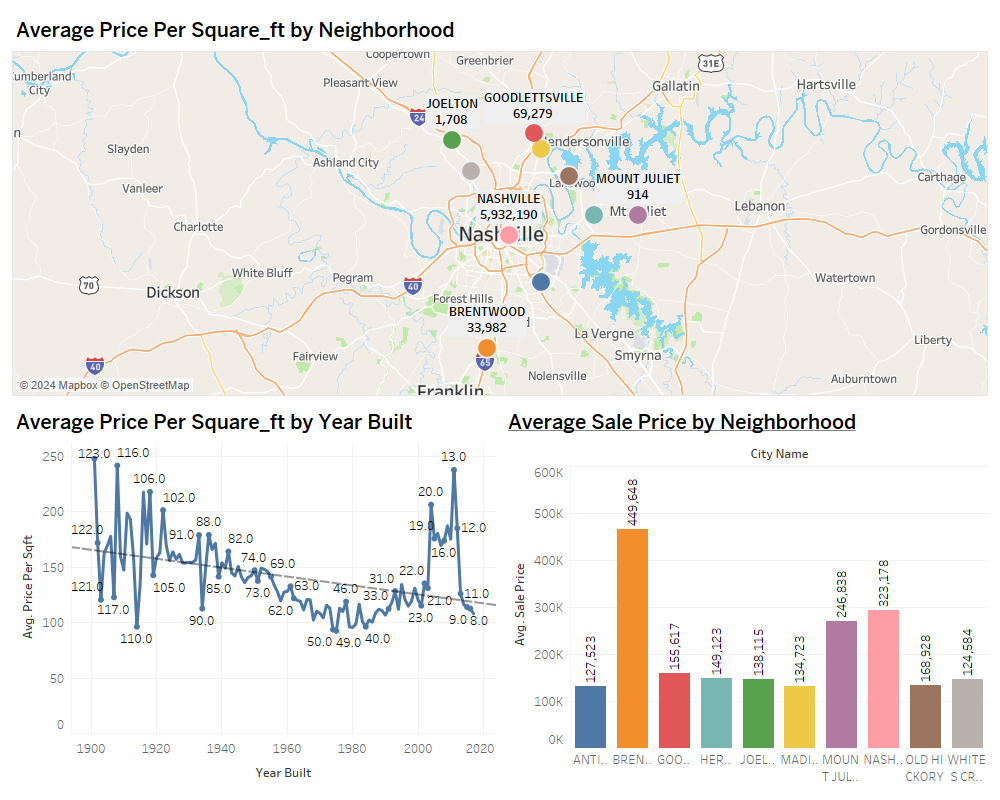 Average Price Per Square_ft by Neighborhood
Coopertown
Greenbrier
31E
umberland
City
Pleasant View
Gallatin
Hartsville
24
JOELTON
1,708
GOODLETTSVILLE
69,279
n
Slayden
endersonville
Ashland City
Carthage
Vanleer
MOUNT JULIET
914
NASHVILLE
5,932,190
Lebanon
Charlotte
Nash ille
Gordonsville
White Bluff
Pegram
Watertown
70
40
Dickson
Forest Hills
BRENTWOOD
33,982
d
La Vergne
Liberty
Fairview
Smyrna
40
65
Nolensville
Auburntown
© 2024 Mapbox © OpenStreetMap
Franklin
Average Price Per Square_ft by Year Built
250
200
150
100
50
0
Avg. Price Per Sqft
123.0
116.0
106.0
102.0
122.0
91.0
88.0
82.0
121.0
117.0
110.0
105.0
90.0
85.0
74.0
73.0
69.0
62.0
63.0
50.0
49.0
46.0
40.0
33.0
31.0
22.0
23.0
21.0
20.0
19.0
16.0
13.0
12.0
11.0
9.0
8.0
1900
1920
1940
1960
1980
2000
2020
Year Built
Average Sale Price by Neighborhood
City Name
600K
500K
400K
300K
200K
100K
0K
Avg. Sale Price
127,523
449,648
155,617
149,123
138,115
134,723
246,838
323,178
168,928
124,584
ANTI..
BREN..
GOO..
HER..
JOEL..
MADI..
MOUN
T JUL..
NASH..
OLD HI
CKORY
WHITE
S CR..